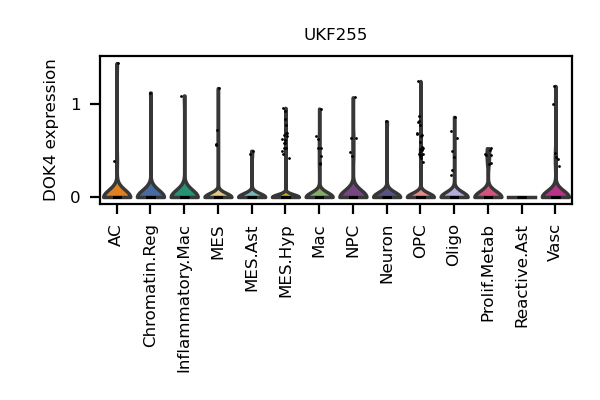 UKF255
DOK4 expression
1
0
AC
Chromatin.Reg
Inflammatory.Mac
MES
MES.Ast
MES.Hyp
Mac
NPC
Neuron
OPC
Oligo
Prolif.Metab
Reactive.Ast
Vasc